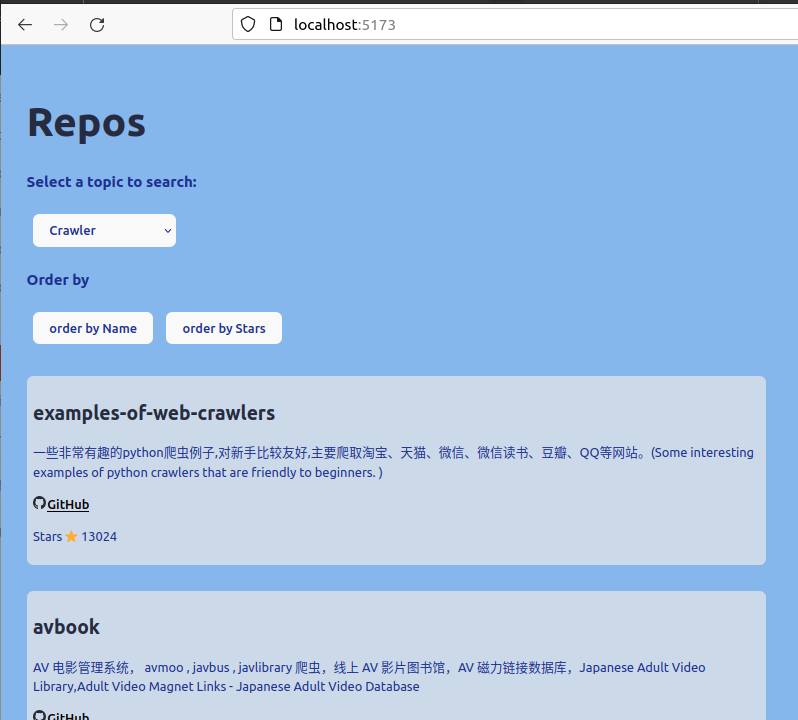 localhost:5173
Repos
Select a topic to search:
Crawler
Order by
order by Name
order by Stars
examples-of-web-crawlers
一些非常有趣的python爬虫例子,对新手比较友好,主要爬取淘宝、天猫、微信、微信读书、豆瓣、QQ等网站。(Some interesting
examples of python crawlers that are friendly to beginners. )
GitHub
Stars ⭐ 13024
avbook
AV 电影管理系统， avmoo , javbus , javlibrary 爬虫，线上 AV 影片图书馆，AV 磁力链接数据库，Japanese Adult Video
Library,Adult Video Magnet Links - Japanese Adult Video Database
GitHub